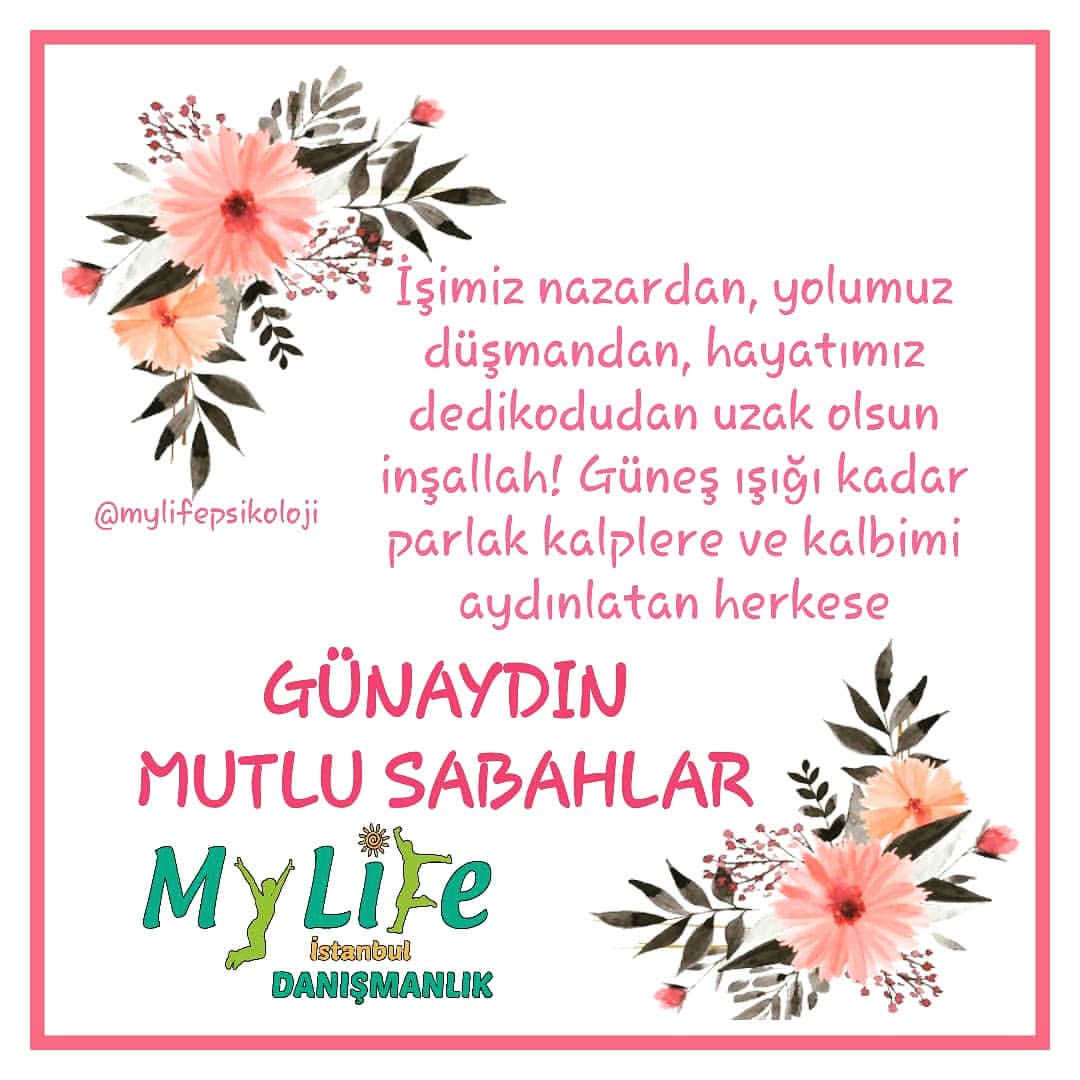 İşimiz nazardan, yolumuz
düşmandan, hayatımız
dedikodudan uzak olsun
inşallah! Güneş ışığı kadar
parlak kalplere ve kalbimi
aydınlatan herkese
@mylifepsikoloji
GÜNAYDIN
MUTLU SABAHLAR
MyLife
istanbul
DANIŞMANLIK